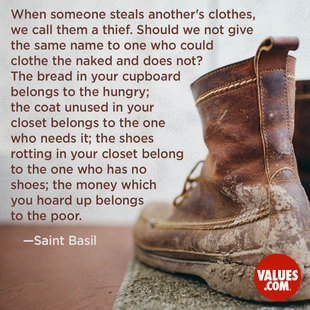 When someone steals another's clothes,
we call them a thief. Should we not give
the same name to one who could
clothe the naked and does not?
The bread in your cupboard
belongs to the hungry;
the coat unused in your
closet belongs to the one
who needs it; the shoes
rotting in your closet belong
to the one who has no
shoes; the money which
you hoard up belongs
to the poor.
—Saint Basil
VALUES
.COM